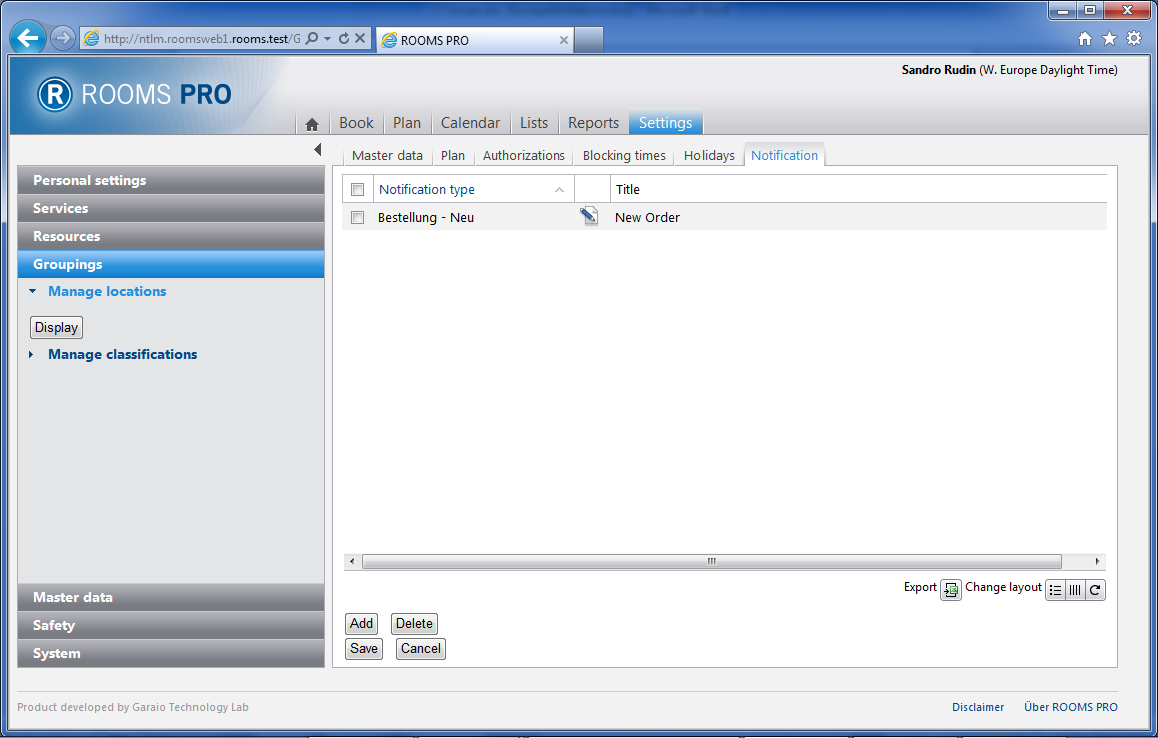 http://ntlm.roomsweb1.rooms.test/G
ROOMS PRO
R ROOMS PRO
Sandro Rudin (W. Europe Daylight Time)
Book Plan Calendar Lists Reports Settings
Master data Plan Authorizations Blocking times Holidays Notification
Personal settings
Services
Resources
Groupings
Manage locations
Display
Manage classifications
Master data
Safety
System
Notification type Title
Bestellung - Neu New Order
Export Change layout
Add Delete
Save Cancel
Product developed by Garaio Technology Lab
Disclaimer Über ROOMS PRO